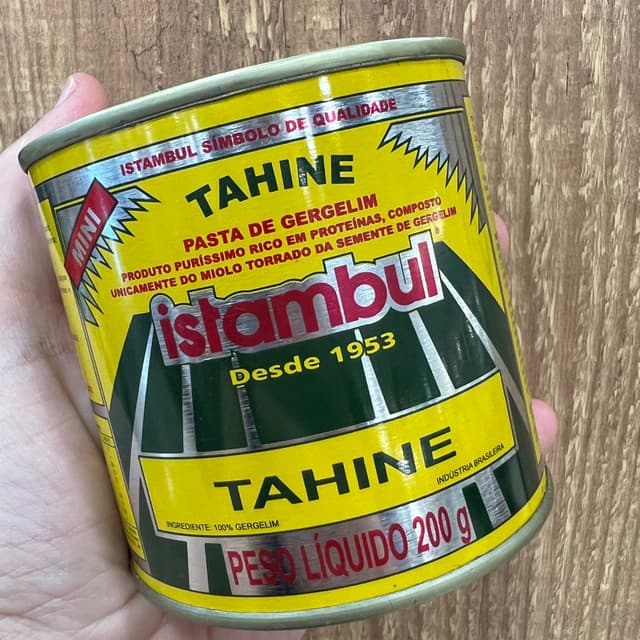 ISTAMBUL SÍMBOLO DE QUALIDADE
MINI
TAHINE
PASTA DE GERGELIM
PRODUTO PURÍSSIMO RICO EM PROTEÍNAS, COMPOSTO
UNICAMENTE DO MIOLO TORRADO DA SEMENTE DE GERGELIM
istambul
Desde 1953
TAHINE
INGREDIENTE: 100% GERGELIM
INDÚSTRIA BRASILEIRA
PESO LÍQUIDO 200 g